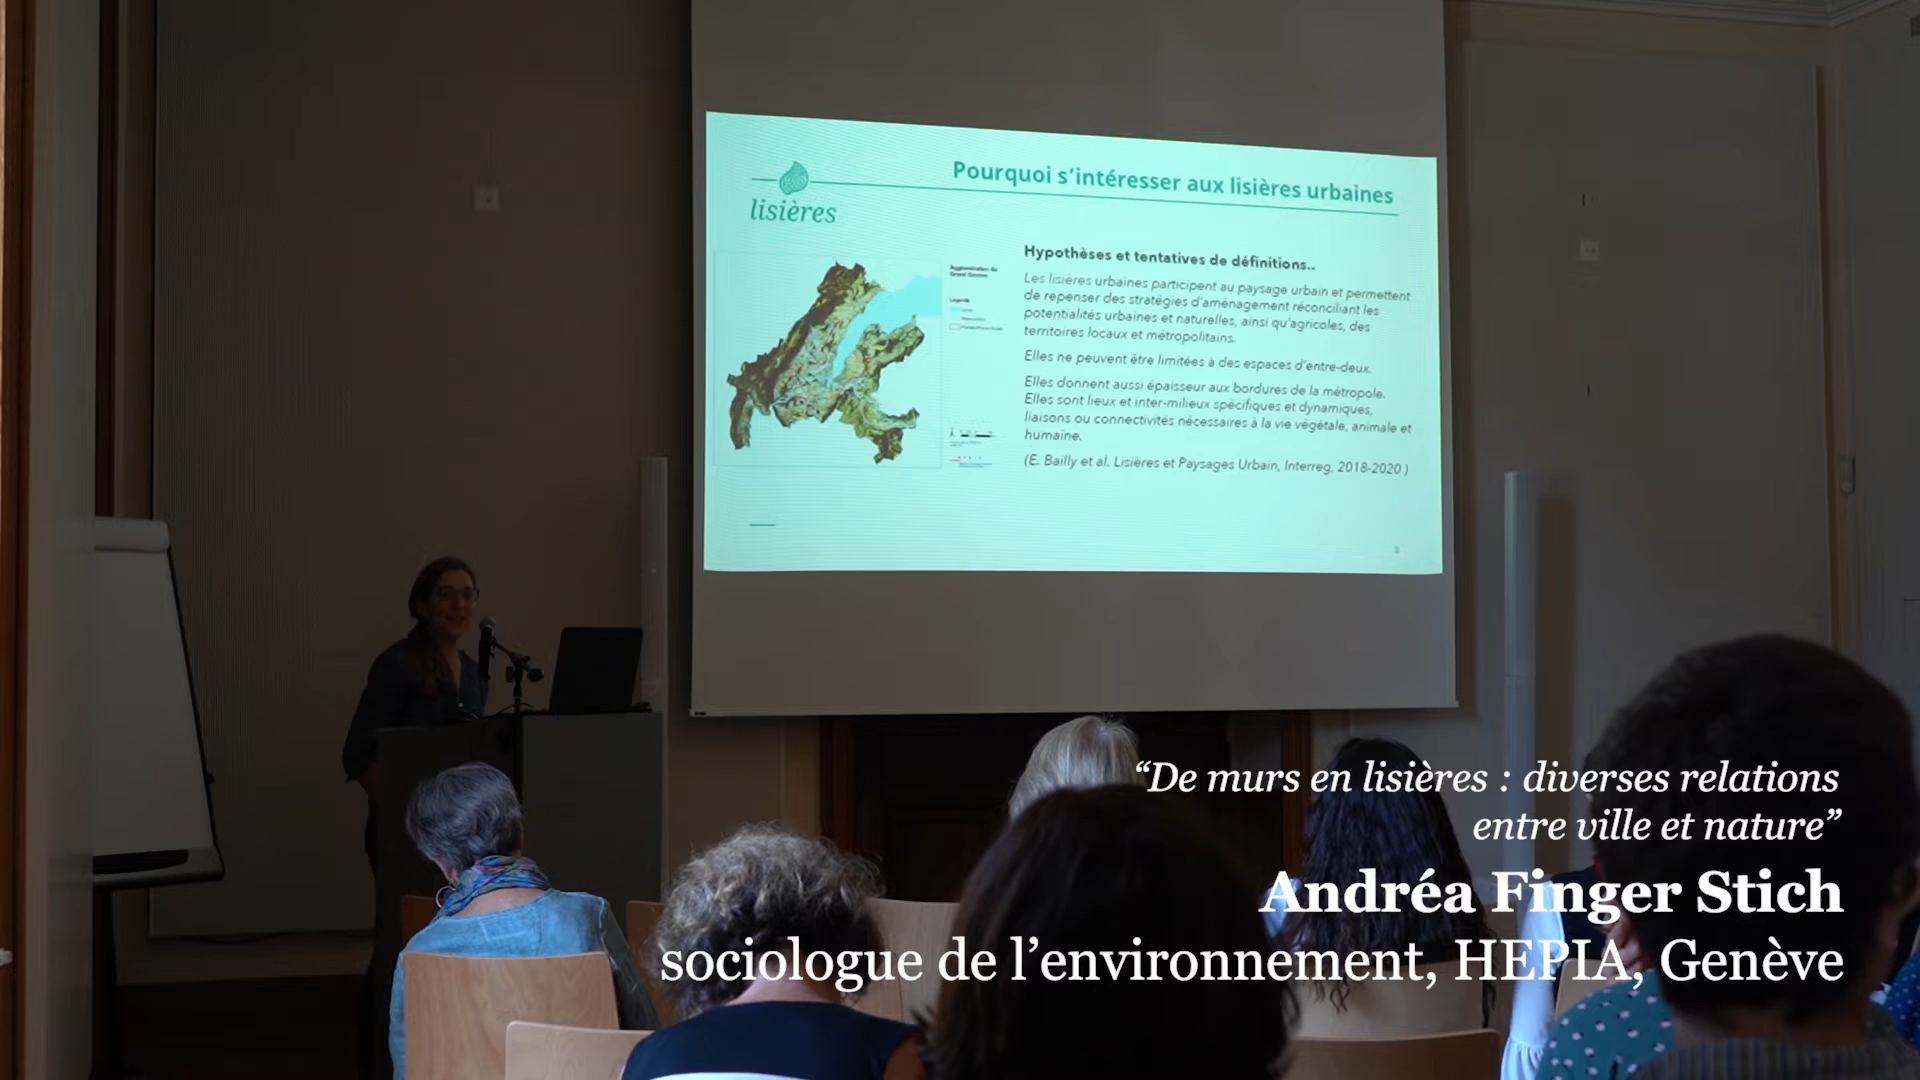 Pourquoi s'intéresser aux lisières urbaines
lisières
Hypothèses et tentatives de définitions..
Les lisières urbaines participent au paysage urbain et permettent
de repenser des stratégies d'aménagement réconciliant les
potentialités urbaines et naturelles, ainsi qu'agricoles, des
territoires locaux et métropolitains.
Elles ne peuvent être limitées à des espaces d'entre-deux.
Elles donnent aussi épaisseur aux bordures de la métropole.
Elles sont lieux et inter-milieux spécifiques et dynamiques,
liaisons ou connectivités nécessaires à la vie végétale, animale et
humaine.
(E. Bailly et al. Lisières et Paysages Urbain, Interreg, 2018-2020 )
Agglomération du
Grand Genève
“De murs en lisières : diverses relations
entre ville et nature”
Andréa Finger Stich
sociologue de l’environnement, HEPIA, Genève